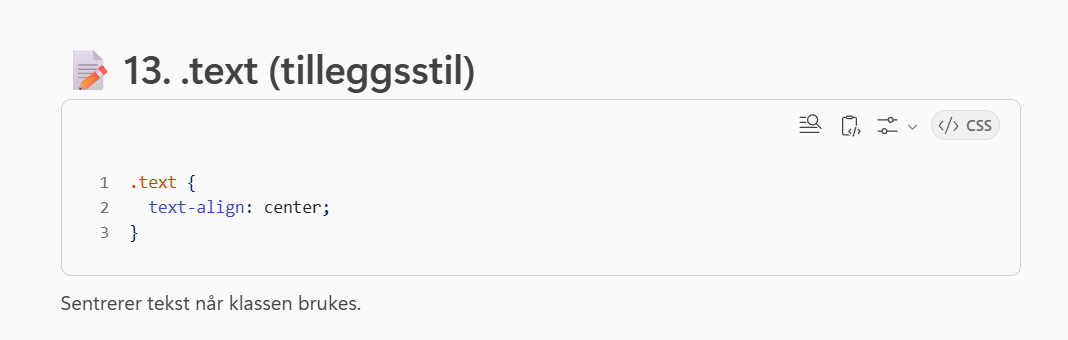 13. .text (tilleggsstil)
</> CSS
1 .text {
2   text-align: center;
3 }
Sentrerer tekst når klassen brukes.